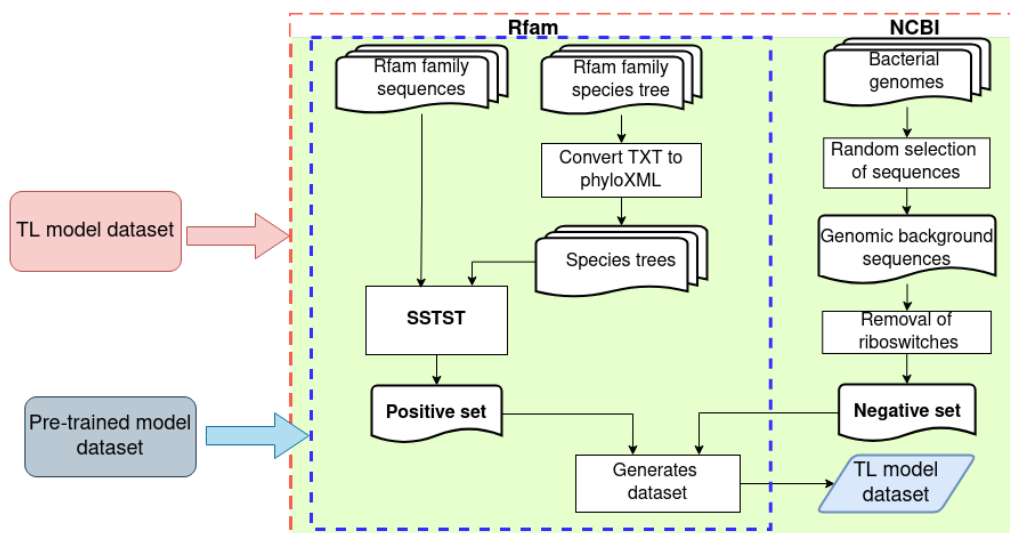 Rfam
NCBI
Rfam family
sequences
Rfam family
species tree
Bacterial
genomes
Convert TXT to
phyloXML
Random selection
of sequences
TL model dataset
Species trees
Genomic background
sequences
SSTST
Removal of
riboswitches
Pre-trained model
dataset
Positive set
Negative set
Generates
dataset
TL model
dataset